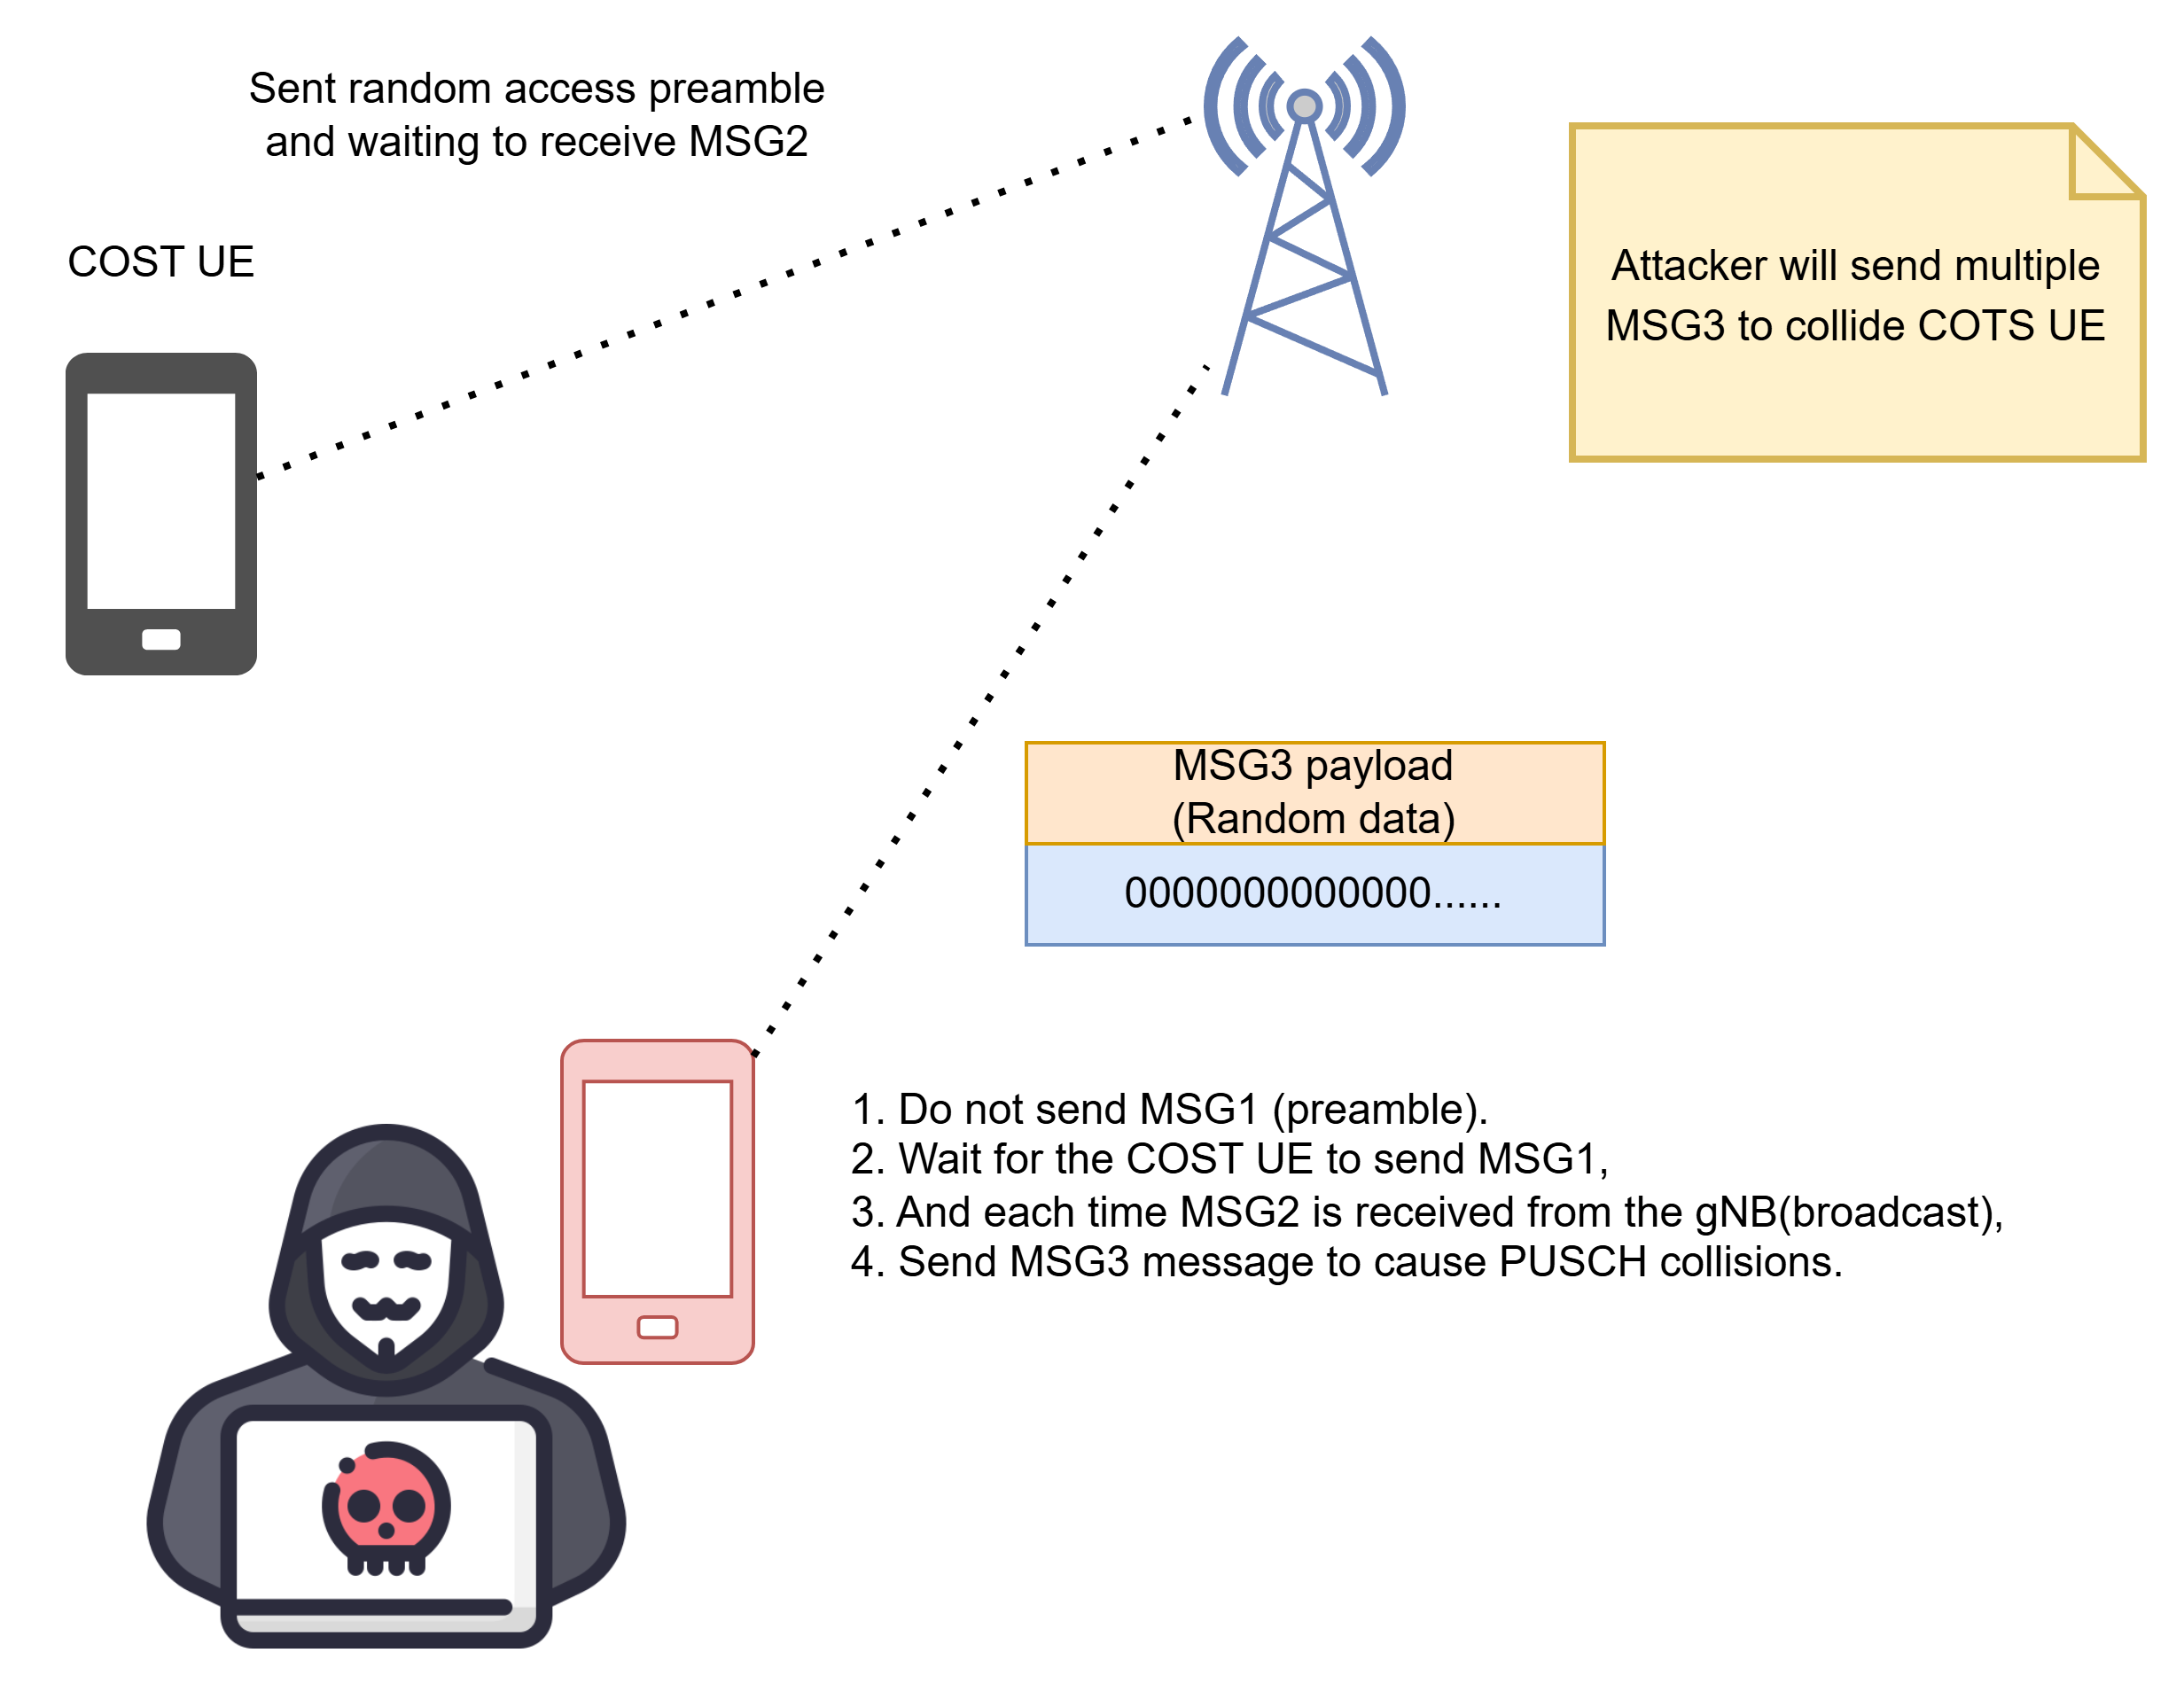 Sent random access preamble
and waiting to receive MSG2
COST UE
Attacker will send multiple
MSG3 to collide COTS UE
MSG3 payload
(Random data)
0000000000000......
1. Do not send MSG1 (preamble).
2. Wait for the COST UE to send MSG1,
3. And each time MSG2 is received from the gNB(broadcast),
4. Send MSG3 message to cause PUSCH collisions.